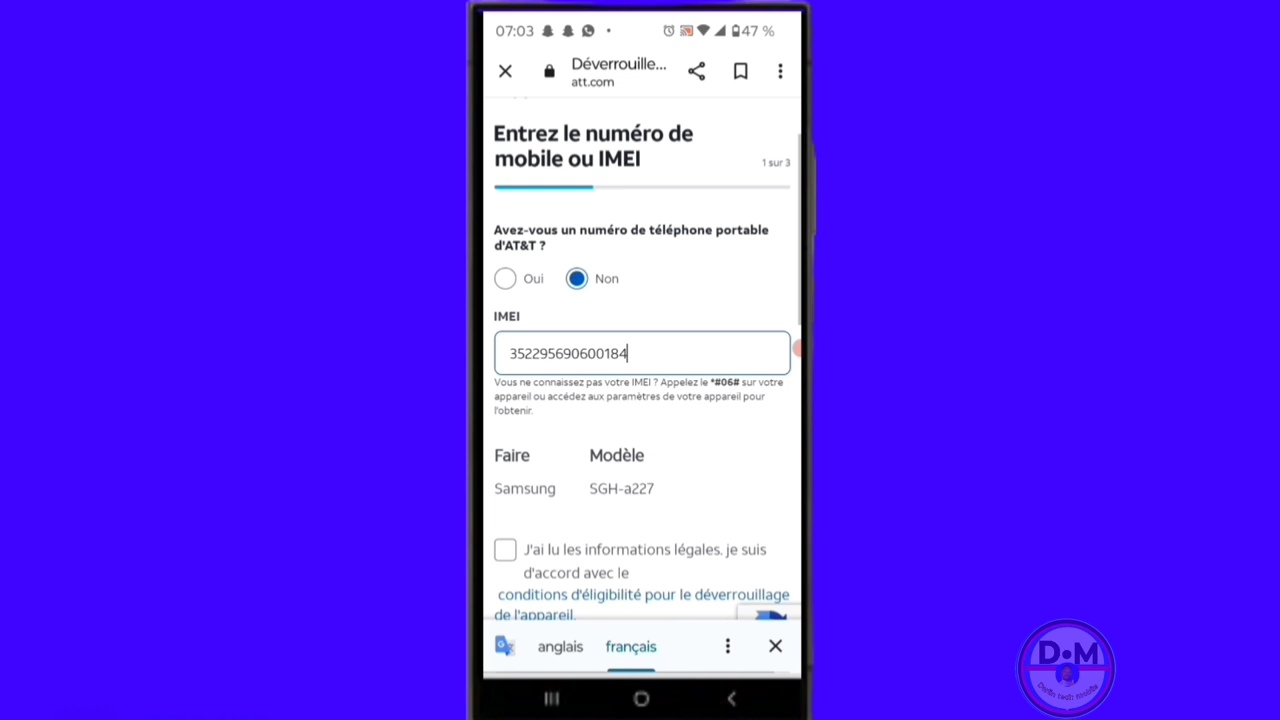 07:03
47 %
Déverrouille...
att.com
Entrez le numéro de
mobile ou IMEI
1 sur 3
Avez-vous un numéro de téléphone portable
d'AT&T ?
Oui
Non
IMEI
352295690600184
Vous ne connaissez pas votre IMEI ? Appelez le *#06# sur votre
appareil ou accédez aux paramètres de votre appareil pour
l'obtenir.
Faire Modèle
Samsung SGH-a227
J'ai lu les informations légales. je suis
d'accord avec le
conditions d'éligibilité pour le déverrouillage
de l'appareil.
anglais français
D•M